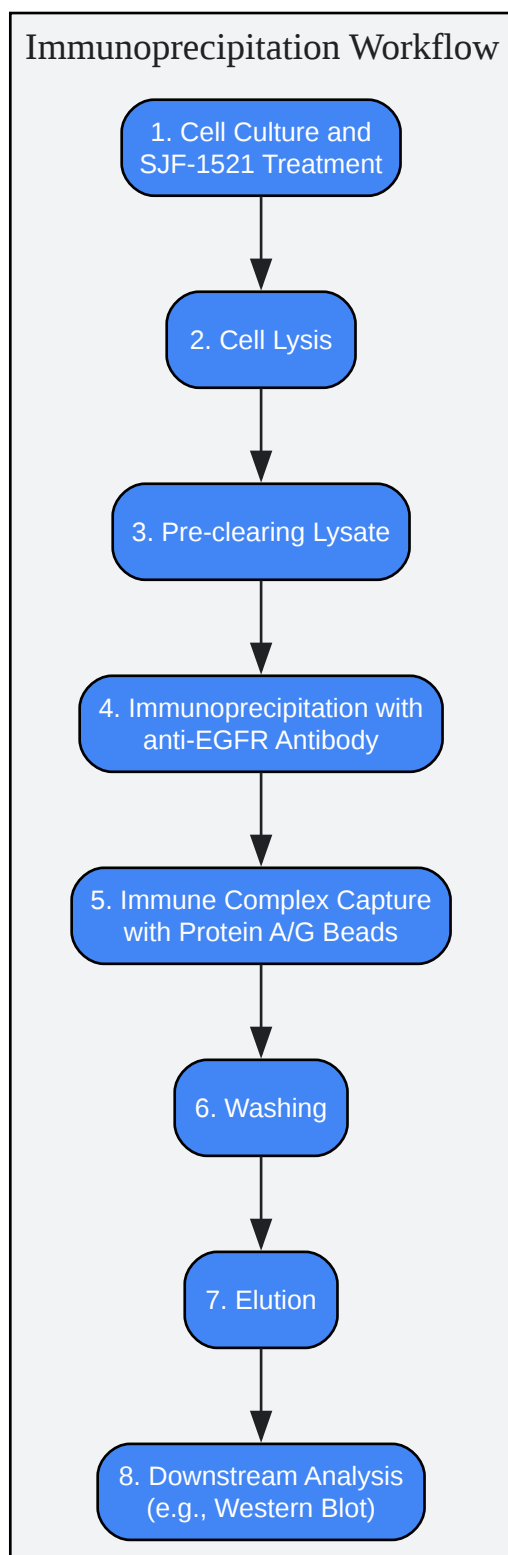 Immunoprecipitation Workflow
1. Cell Culture and
SJF-1521 Treatment
2. Cell Lysis
3. Pre-clearing Lysate
4. Immunoprecipitation with
anti-EGFR Antibody
5. Immune Complex Capture
with Protein A/G Beads
6. Washing
7. Elution
8. Downstream Analysis
(e.g., Western Blot)